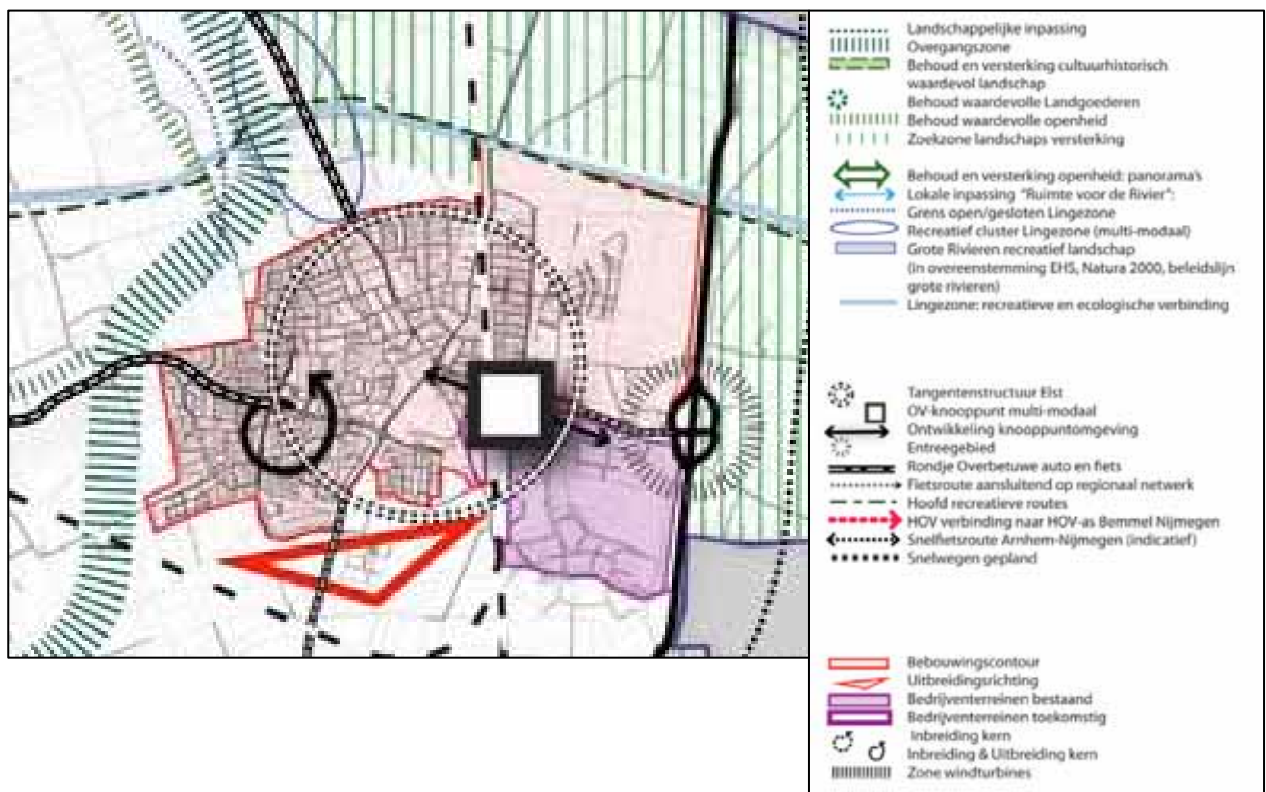 Landschappelijke inpassing
Overgangszone
Behoud en versterking cultuurhistorisch
waardevol landschap
Behoud waardevolle Landgoederen
Behoud waardevolle openheid
Zoekzone landschaps versterking
Behoud en versterking openheid: panorama's
Lokale inpassing "Ruimte voor de Rivier":
Grens open/gesloten Lingezone
Recreatief cluster Lingezone (multi-modaal)
Grote Rivieren recreatief landschap
(in overeenstemming EHS, Natura 2000, beleidslijn
grote rivieren)
Lingezone: recreatieve en ecologische verbinding
Tangentenstructuur Elst
OV-knooppunt multi-modaal
Ontwikkeling knooppuntomgeving
Entreegebied
Rondje Overbetuwe auto en fiets
Fietsroute aansluitend op regionaal netwerk
Hoofd recreatieve routes
HOV verbinding naar HOV-as Bemmel Nijmegen
Snelfietsroute Arnhem-Nijmegen (indicatief)
Snelwegen gepland
Bebouwingscontour
Uitbreidingsrichting
Bedrijventerreinen bestaand
Bedrijventerreinen toekomstig
Inbreiding kern
Inbreiding & Uitbreiding kern
Zone windturbines